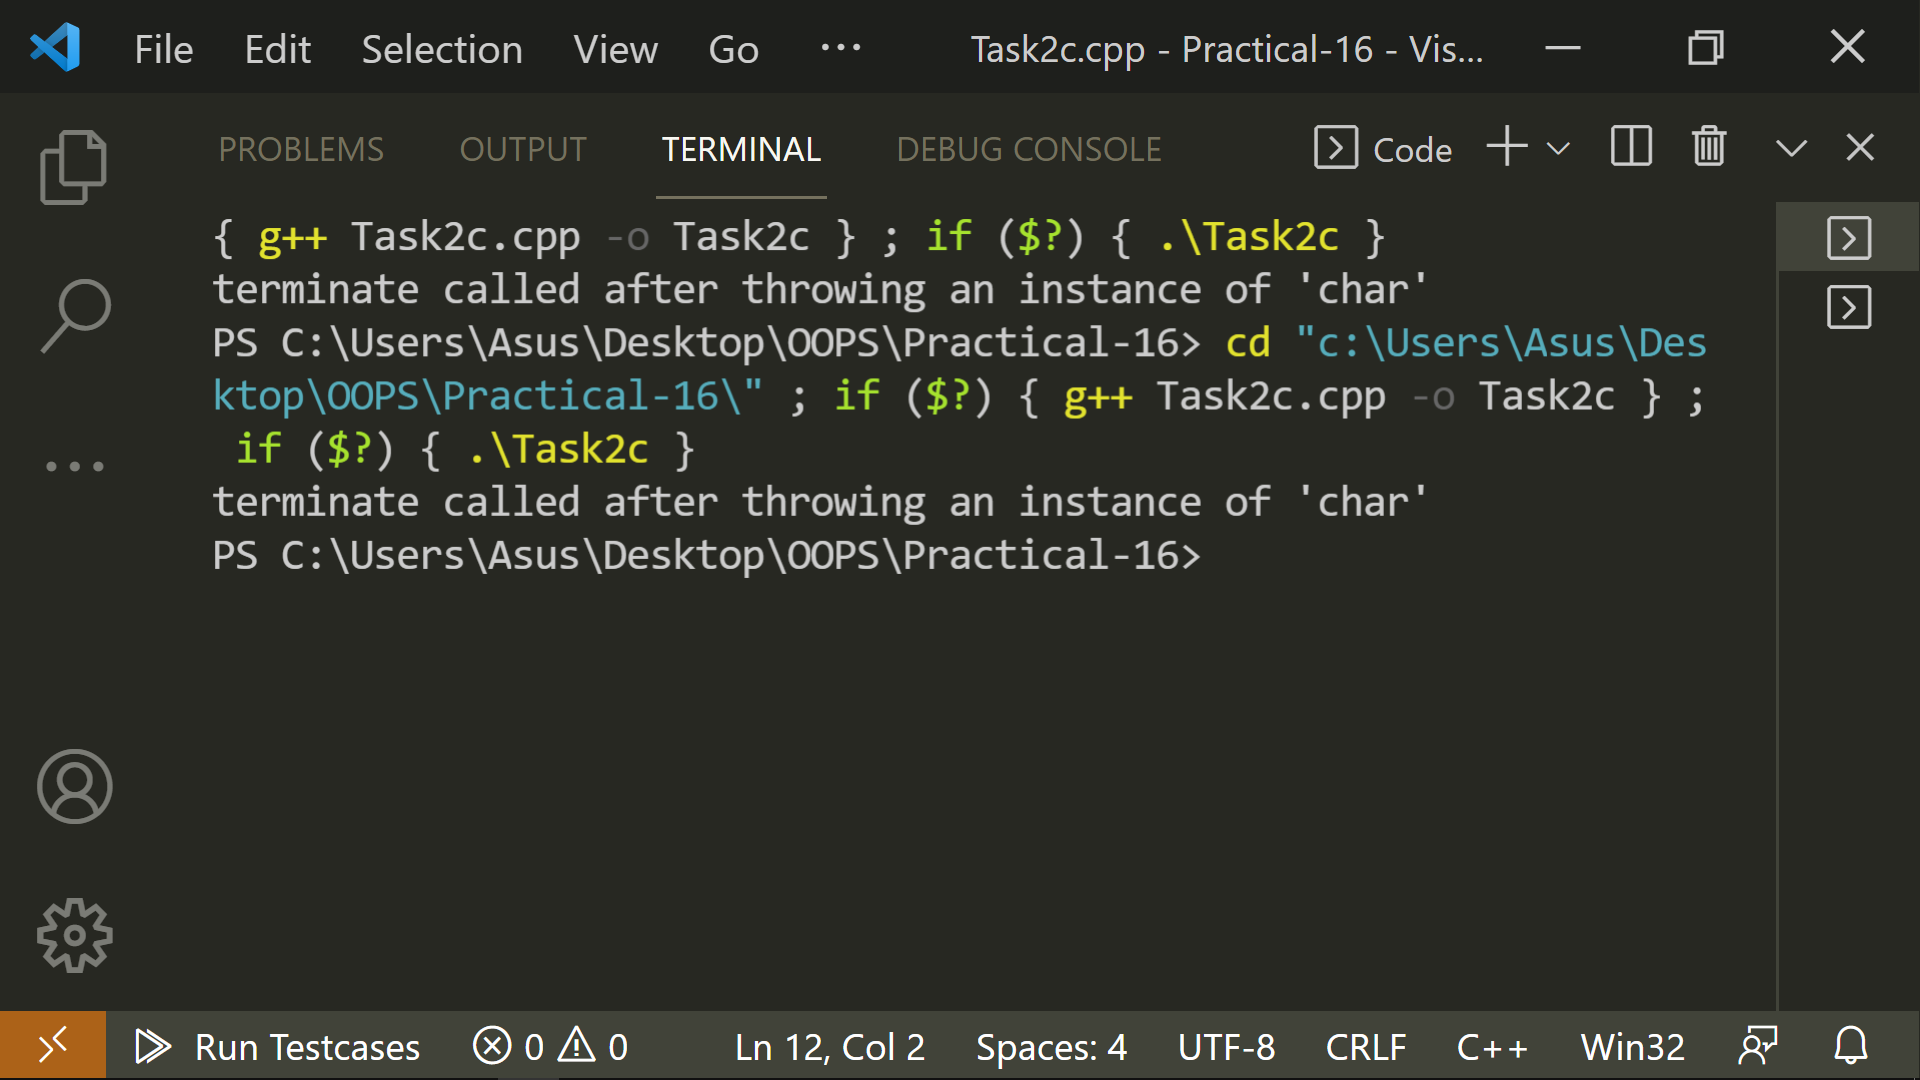 File Edit Selection View Go ··· Task2c.cpp - Practical-16 - Vis...
PROBLEMS OUTPUT TERMINAL DEBUG CONSOLE Code
{ g++ Task2c.cpp -o Task2c } ; if ($?) { .\Task2c }
terminate called after throwing an instance of 'char'
PS C:\Users\Asus\Desktop\OOPS\Practical-16> cd "c:\Users\Asus\Des
ktop\OOPS\Practical-16\" ; if ($?) { g++ Task2c.cpp -o Task2c } ;
 if ($?) { .\Task2c }
terminate called after throwing an instance of 'char'
PS C:\Users\Asus\Desktop\OOPS\Practical-16>
Run Testcases 0 0 Ln 12, Col 2 Spaces: 4 UTF-8 CRLF C++ Win32